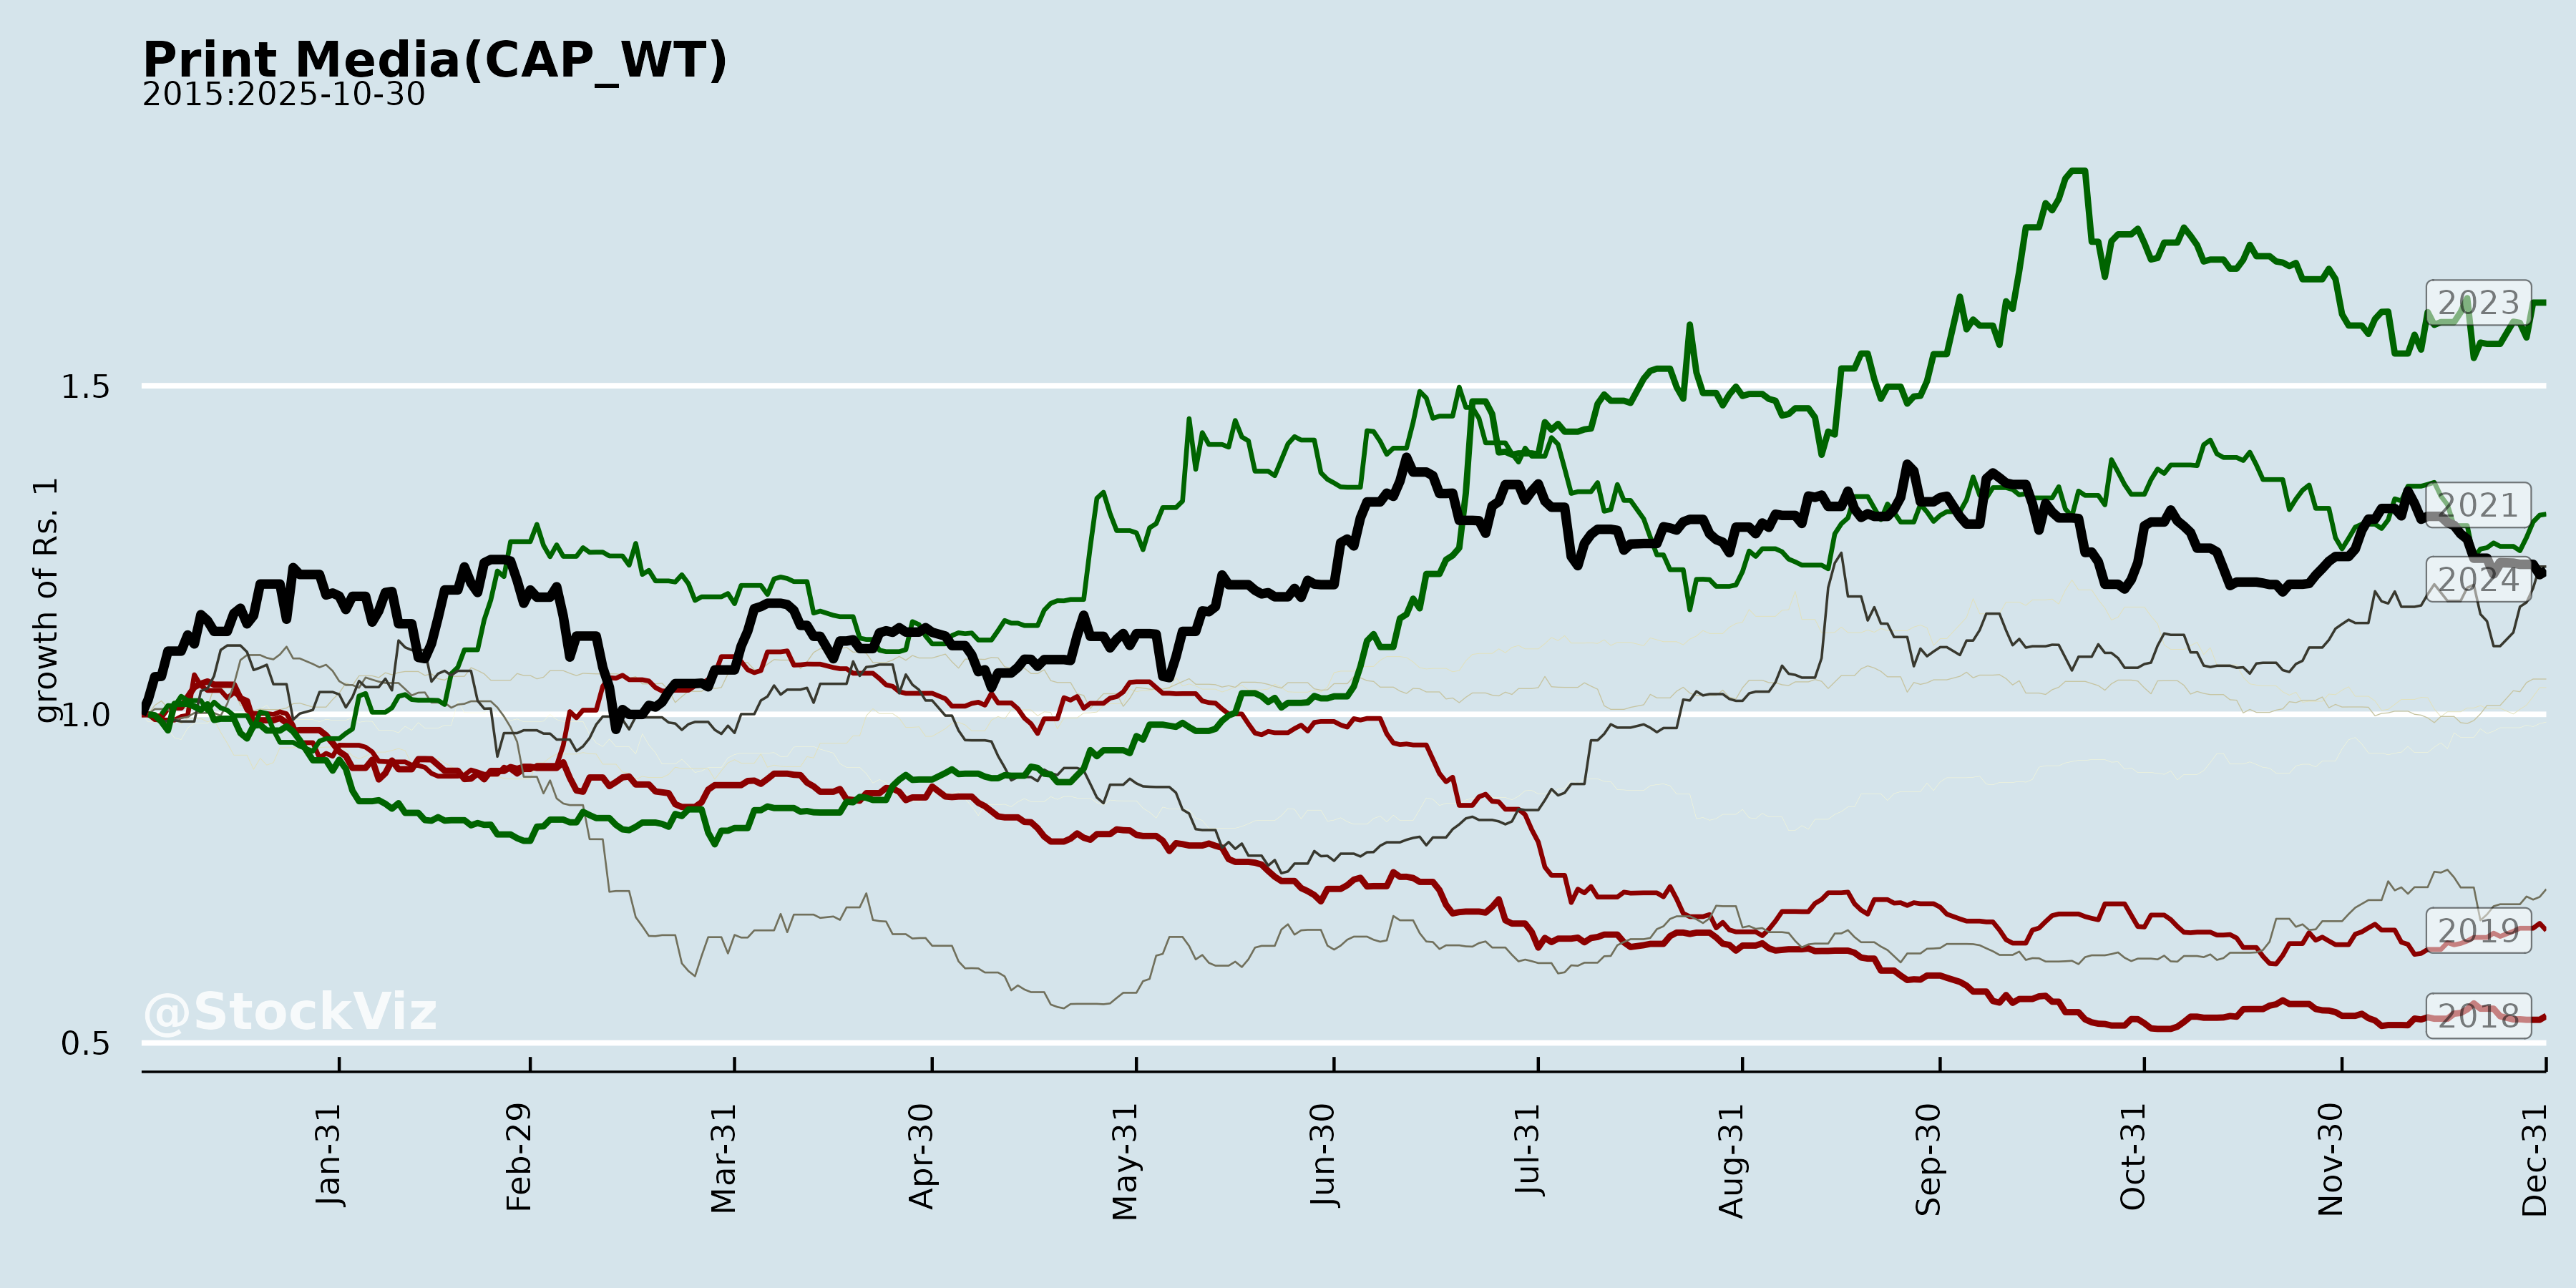 Print Media(CAP_WT)
2015:2025-10-30
growth of Rs. 1
1.5
1.0
0.5
2023
2021
2024
2019
2018
@StockViz
Jan-31
Feb-29
Mar-31
Apr-30
May-31
Jun-30
Jul-31
Aug-31
Sep-30
Oct-31
Nov-30
Dec-31